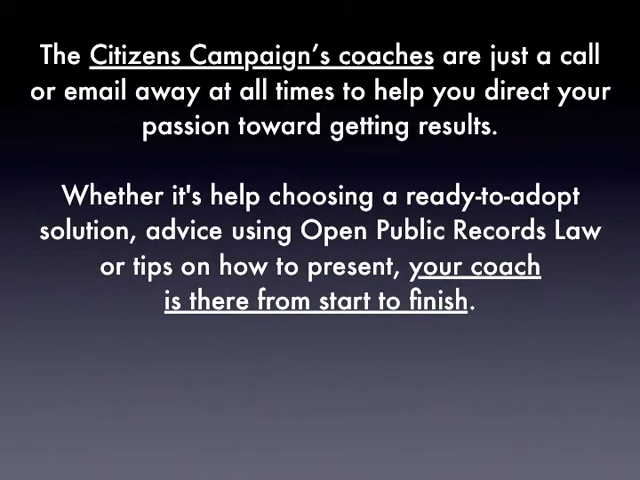 The Citizens Campaign’s coaches are just a call
or email away at all times to help you direct your
passion toward getting results.
Whether it's help choosing a ready-to-adopt
solution, advice using Open Public Records Law
or tips on how to present, your coach
is there from start to finish.